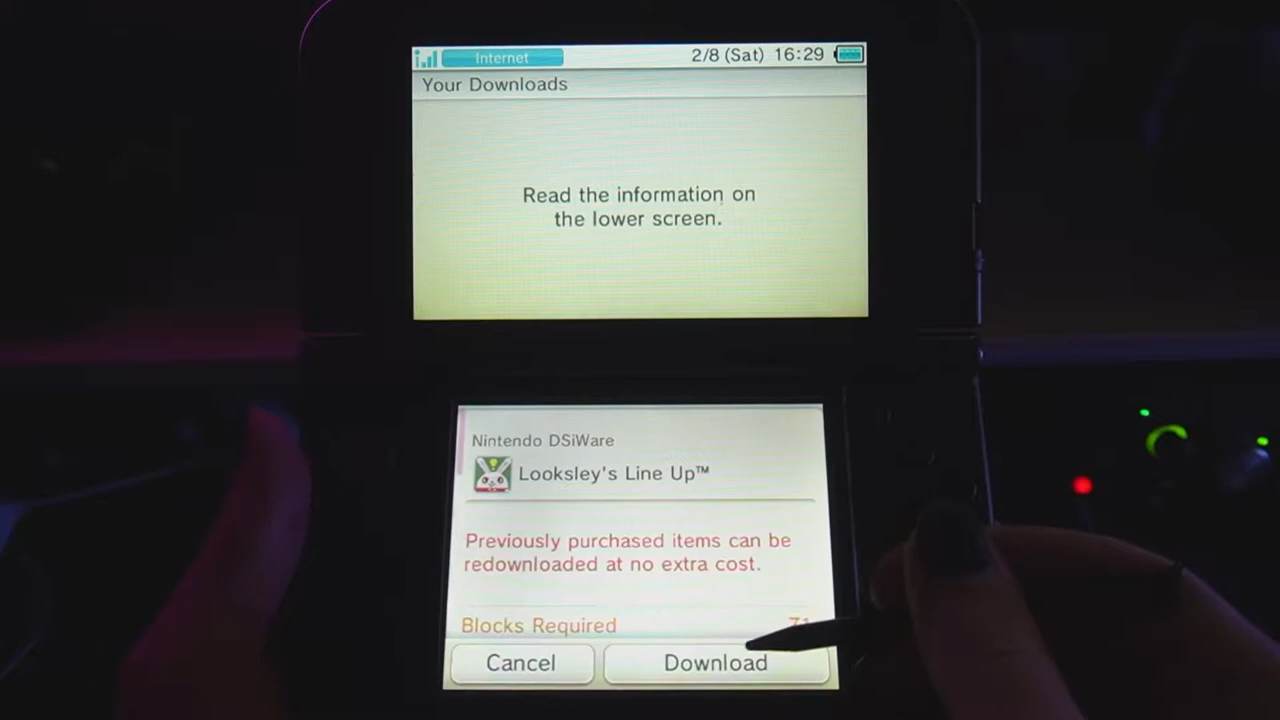 Internet
2/8 (Sat) 16:29
Your Downloads
Read the information on
the lower screen.
Nintendo DSiWare
Looksley's Line Up™
Previously purchased items can be
redownloaded at no extra cost.
Blocks Required
Cancel
Download